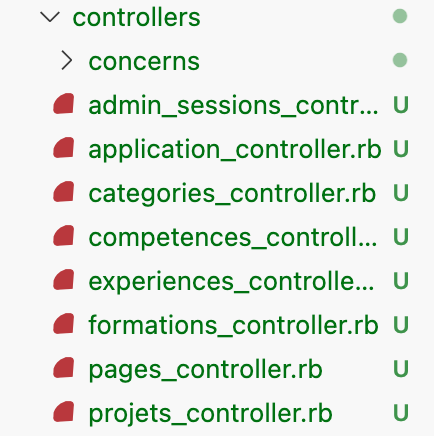 controllers
concerns
admin_sessions_contr... U
application_controller.rb U
categories_controller.rb U
competences_controll... U
experiences_controlle... U
formations_controller.rb U
pages_controller.rb U
projets_controller.rb U